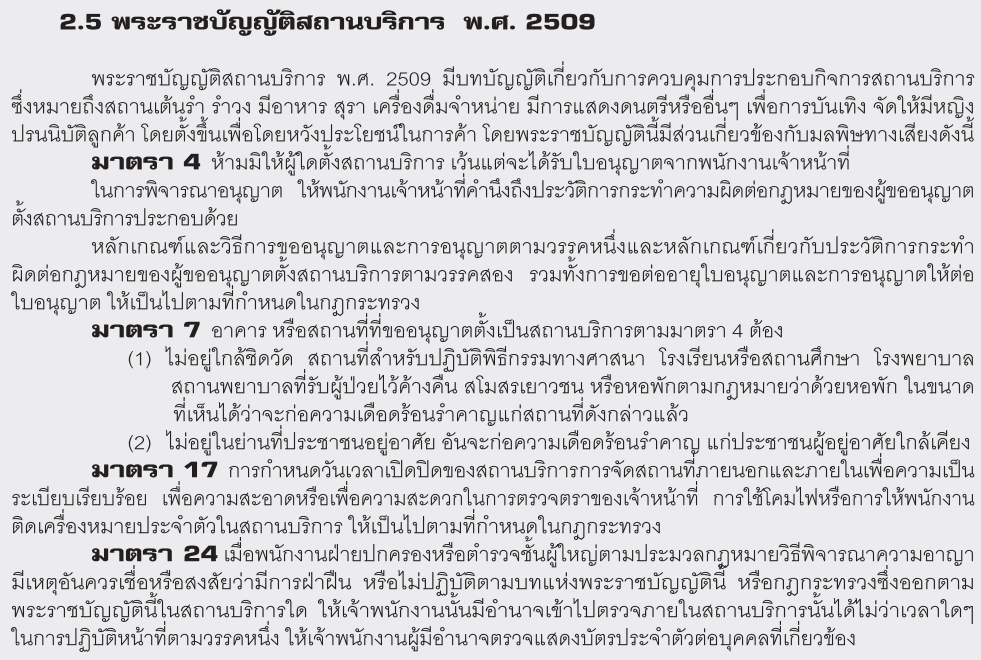 2.5 พระราชบัญญัติสถานบริการ พ.ศ. 2509
พระราชบัญญัติสถานบริการ พ.ศ. 2509 มีบทบัญญัติเกี่ยวกับการควบคุมการประกอบกิจการสถานบริการ
ซึ่งหมายถึงสถานเต้นรำ รำวง มีอาหาร สุรา เครื่องดื่มจำหน่าย มีการแสดงดนตรีหรืออื่นๆ เพื่อการบันเทิง จัดให้มีหญิง
ปรนนิบัติลูกค้า โดยตั้งขึ้นเพื่อโดยหวังประโยชน์ในการค้า โดยพระราชบัญญัตินี้มีส่วนเกี่ยวข้องกับมลพิษทางเสียงดังนี้
มาตรา 4 ห้ามมิให้ผู้ใดตั้งสถานบริการ เว้นแต่จะได้รับใบอนุญาตจากพนักงานเจ้าหน้าที่
ในการพิจารณาอนุญาต ให้พนักงานเจ้าหน้าที่คำนึงถึงประวัติการกระทำความผิดต่อกฎหมายของผู้ขออนุญาต
ตั้งสถานบริการประกอบด้วย
หลักเกณฑ์และวิธีการขออนุญาตและการอนุญาตตามวรรคหนึ่งและหลักเกณฑ์เกี่ยวกับประวัติการกระทำ
ผิดต่อกฎหมายของผู้ขออนุญาตตั้งสถานบริการตามวรรคสอง รวมทั้งการขอต่ออายุใบอนุญาตและการอนุญาตให้ต่อ
ใบอนุญาต ให้เป็นไปตามที่กำหนดในกฎกระทรวง
มาตรา 7 อาคาร หรือสถานที่ที่ขออนุญาตตั้งเป็นสถานบริการตามมาตรา 4 ต้อง
(1) ไม่อยู่ใกล้ชิดวัด สถานที่สำหรับปฏิบัติพิธีกรรมทางศาสนา โรงเรียนหรือสถานศึกษา โรงพยาบาล
สถานพยาบาลที่รับผู้ป่วยไว้ค้างคืน สโมสรเยาวชน หรือหอพักตามกฎหมายว่าด้วยหอพัก ในขนาด
ที่เห็นได้ว่าจะก่อความเดือดร้อนรำคาญแก่สถานที่ดังกล่าวแล้ว
(2) ไม่อยู่ในย่านที่ประชาชนอยู่อาศัย อันจะก่อความเดือดร้อนรำคาญ แก่ประชาชนผู้อยู่อาศัยใกล้เคียง
มาตรา 17 การกำหนดวันเวลาเปิดปิดของสถานบริการการจัดสถานที่ภายนอกและภายในเพื่อความเป็น
ระเบียบเรียบร้อย เพื่อความสะอาดหรือเพื่อความสะดวกในการตรวจตราของเจ้าหน้าที่ การใช้โคมไฟหรือการให้พนักงาน
ติดเครื่องหมายประจำตัวในสถานบริการ ให้เป็นไปตามที่กำหนดในกฎกระทรวง
มาตรา 24 เมื่อพนักงานฝ่ายปกครองหรือตำรวจชั้นผู้ใหญ่ตามประมวลกฎหมายวิธีพิจารณาความอาญา
มีเหตุอันควรเชื่อหรือสงสัยว่ามีการฝ่าฝืน หรือไม่ปฏิบัติตามบทแห่งพระราชบัญญัตินี้ หรือกฎกระทรวงซึ่งออกตาม
พระราชบัญญัตินี้ในสถานบริการใด ให้เจ้าพนักงานนั้นมีอำนาจเข้าไปตรวจภายในสถานบริการนั้นได้ไม่ว่าเวลาใดๆ
ในการปฏิบัติหน้าที่ตามวรรคหนึ่ง ให้เจ้าพนักงานผู้มีอำนาจตรวจแสดงบัตรประจำตัวต่อบุคคลที่เกี่ยวข้อง